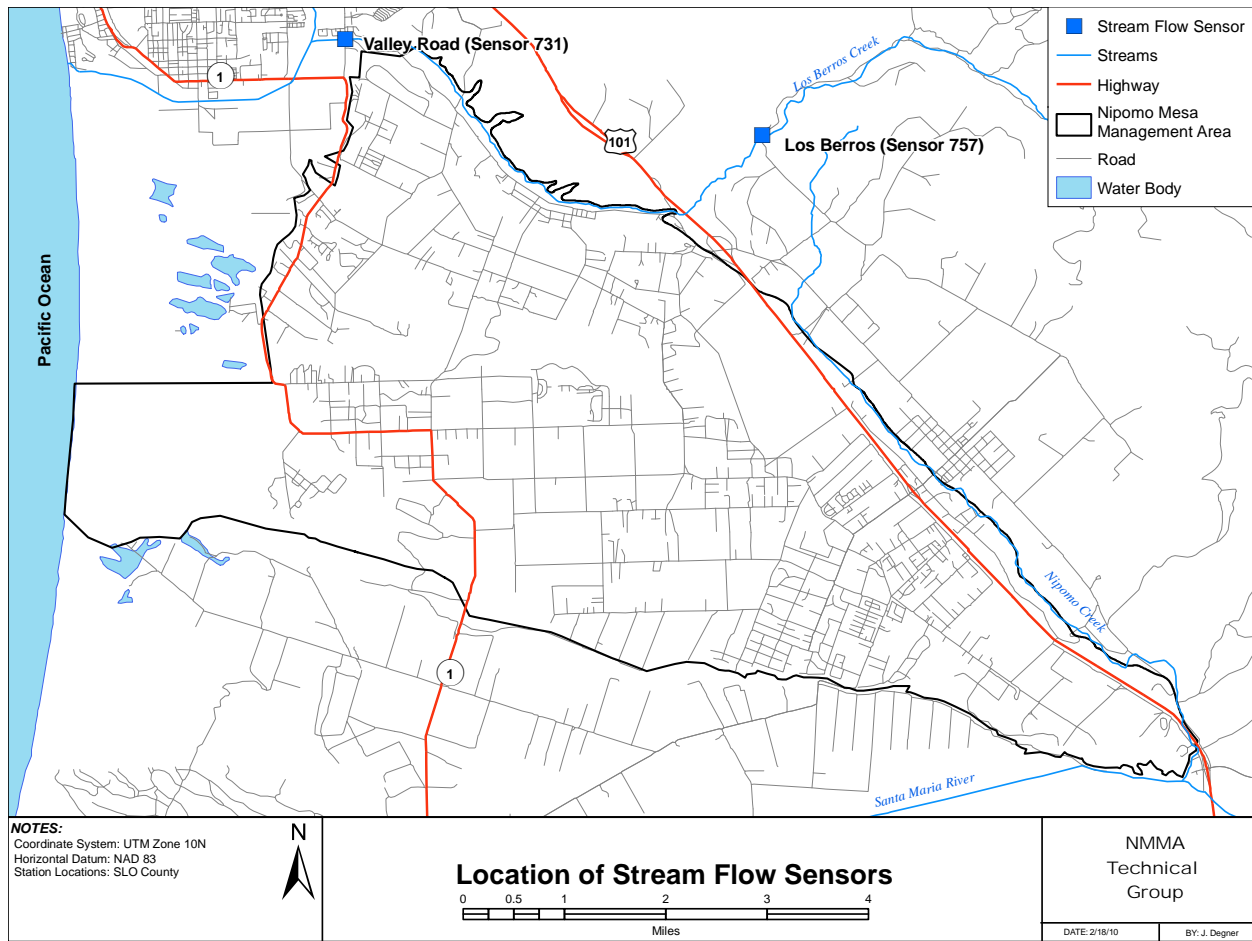 Stream Flow Sensor
Streams
Highway
Nipomo Mesa
Management Area
Road
Water Body
Valley Road (Sensor 731)
1
Los Berros Creek
101
Los Berros (Sensor 757)
Pacific Ocean
Nipomo Creek
1
Santa Maria River
NOTES:
Coordinate System: UTM Zone 10N
Horizontal Datum: NAD 83
Station Locations: SLO County
N
Location of Stream Flow Sensors
0 0.5 1 2 3 4
Miles
NMMA
Technical
Group
DATE: 2/18/10
BY: J. Degner